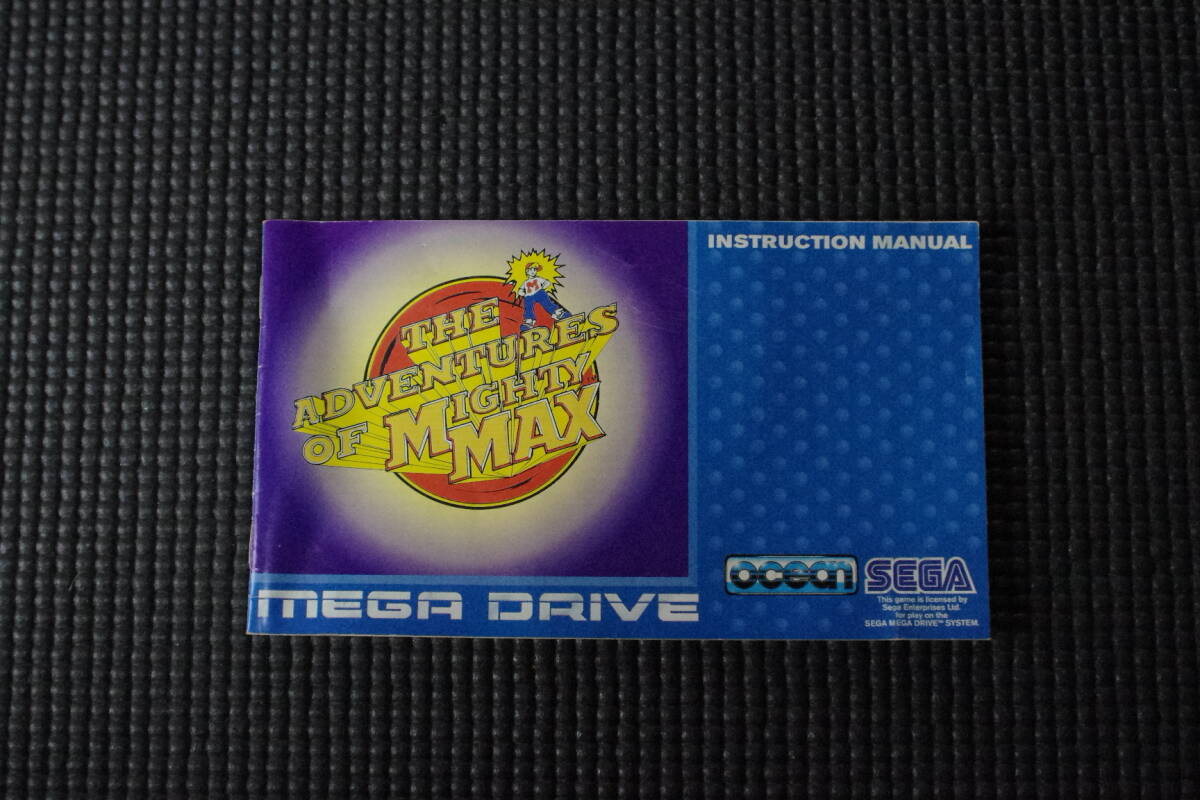 INSTRUCTION MANUAL
THE
ADVENTURES
OF MIGHTY
MAX
M
MEGA DRIVE
ocean SEGA
This game is licensed by
Sega Enterprises Ltd.
for play on the
SEGA MEGA DRIVE™ SYSTEM.